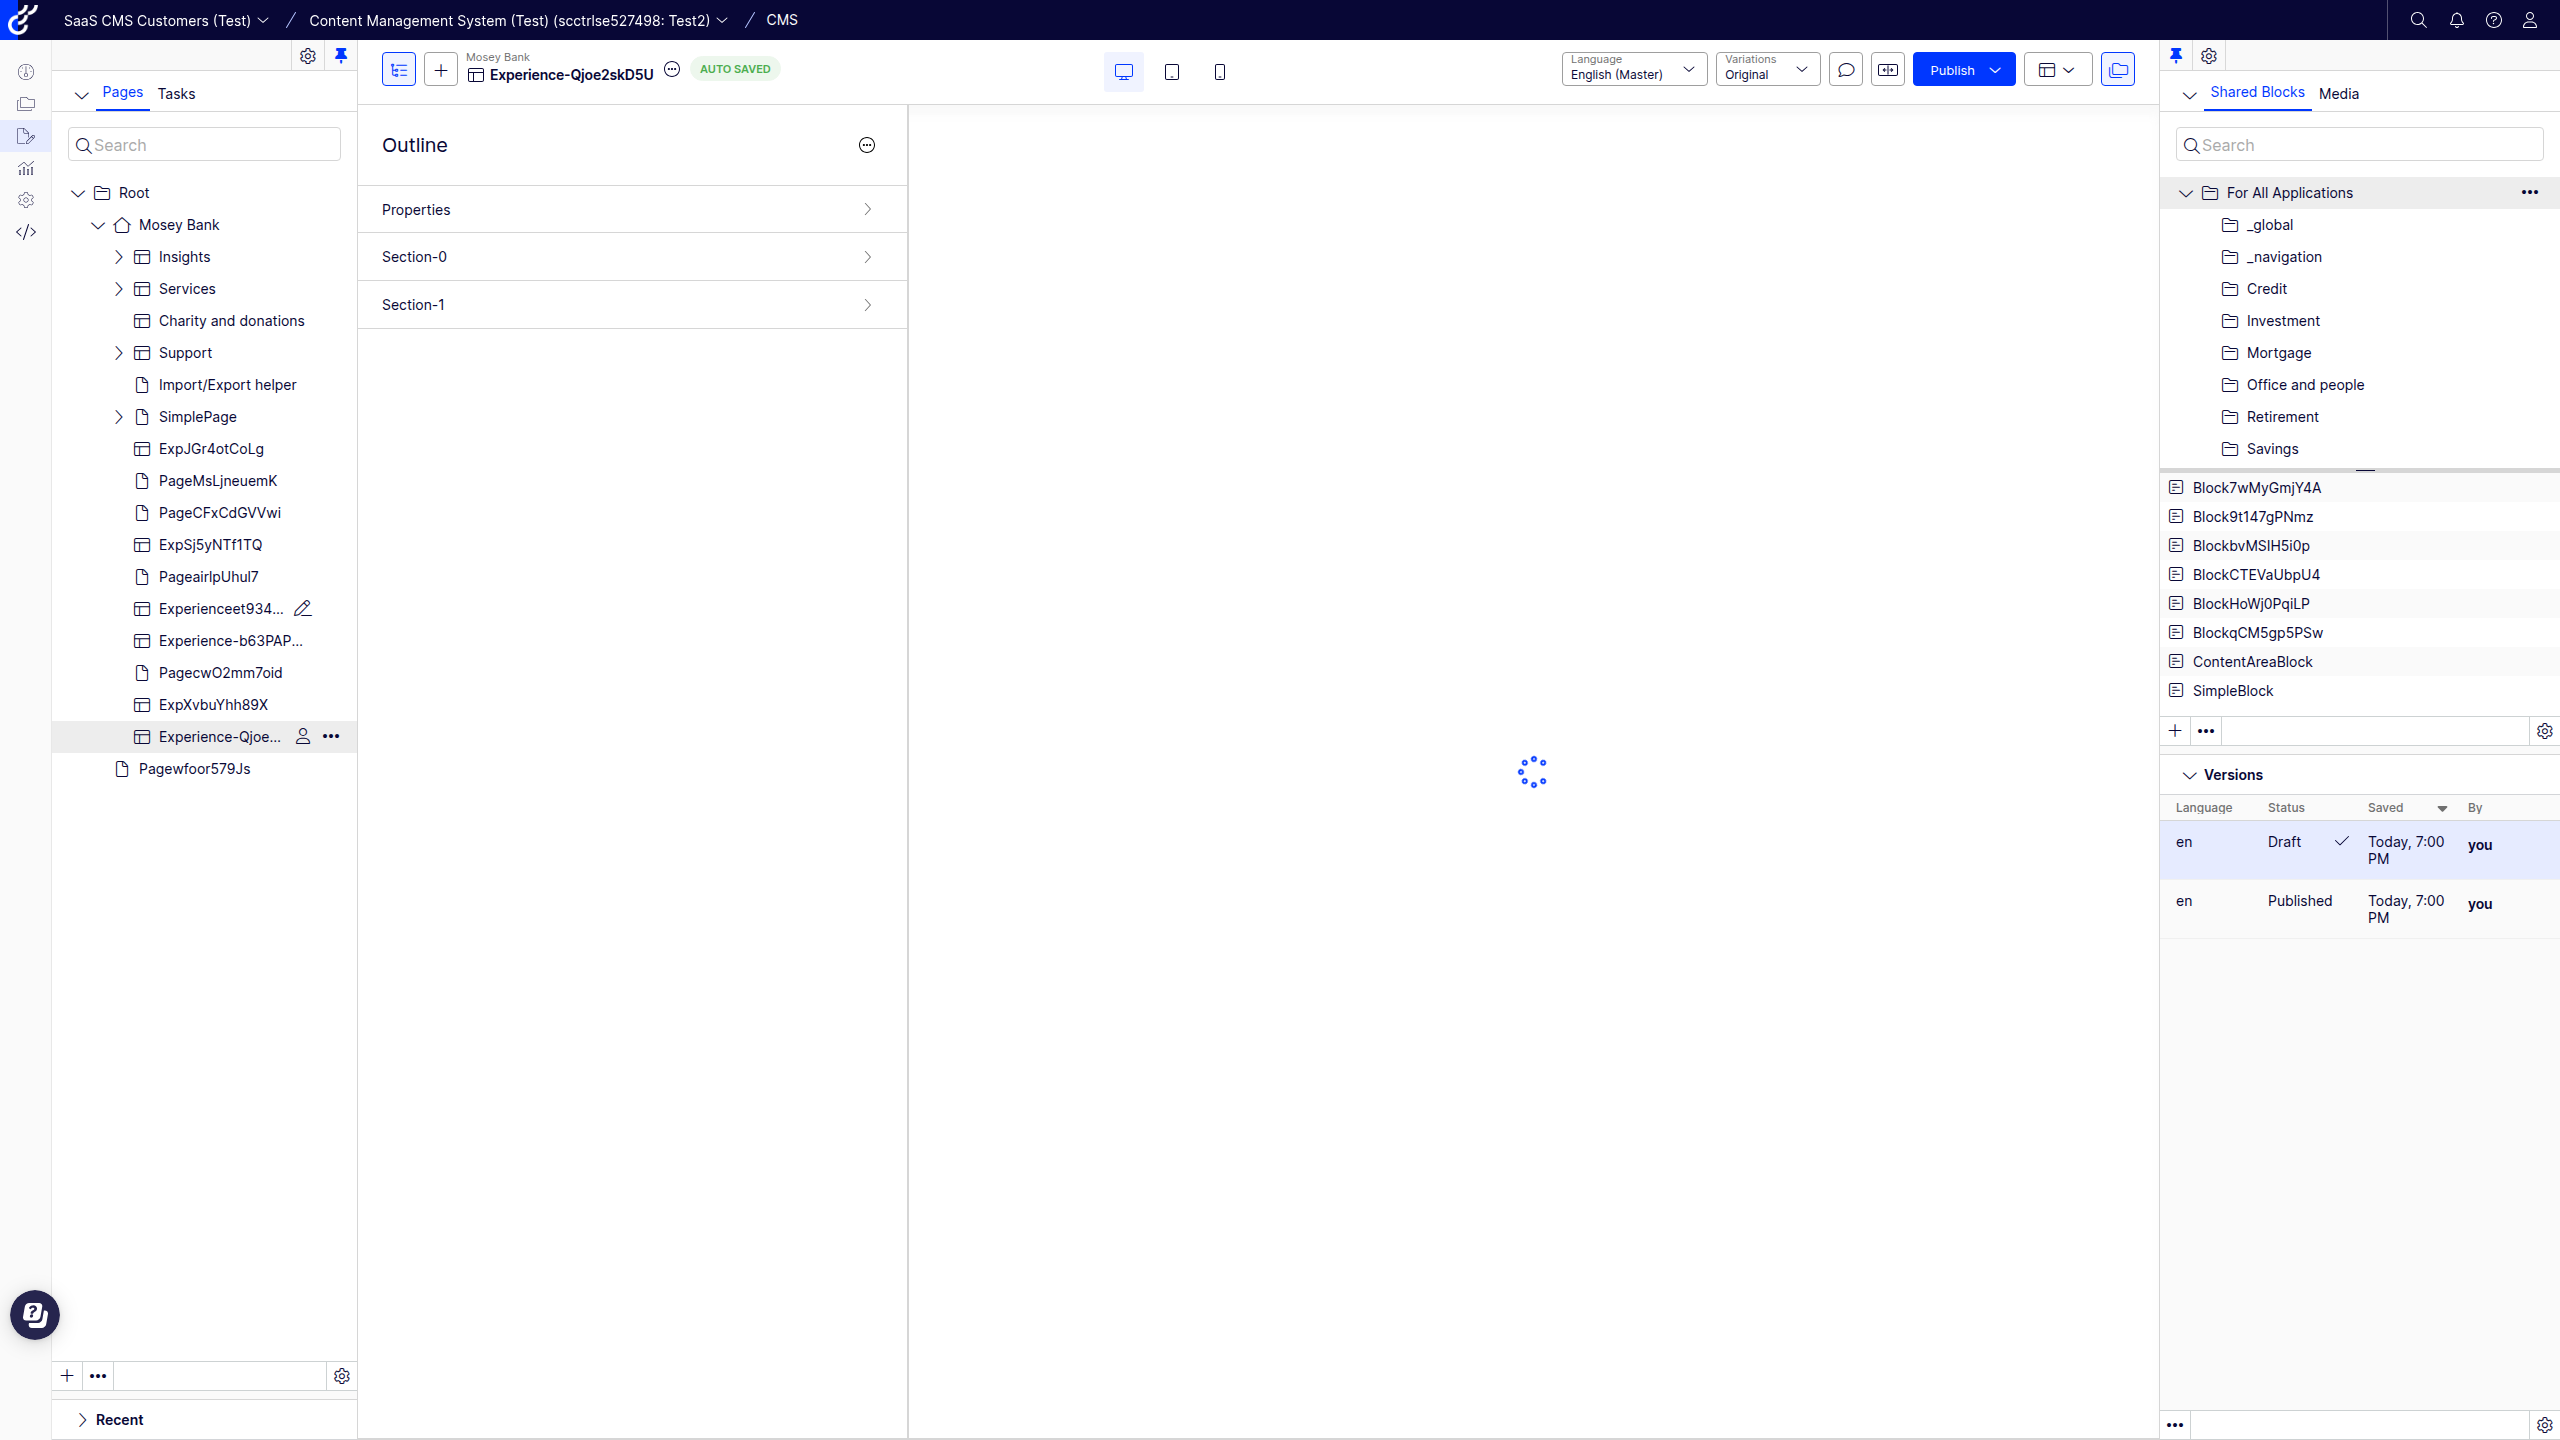 SaaS CMS Customers (Test) / Content Management System (Test) (scctrlse527498: Test2) / CMS
Pages Tasks
Search
Root
Mosey Bank
Insights
Services
Charity and donations
Support
Import/Export helper
SimplePage
ExpJGr4otCoLg
PageMsLjneuemK
PageCFxCdGVVwi
ExpSj5yNTf1TQ
PageairlpUhul7
Experienceet934...
Experience-b63PAP...
PagecwO2mm7oid
ExpXvbuYhh89X
Experience-Qjoe...
Pagewfoor579Js
Recent
Mosey Bank
Experience-Qjoe2skD5U
AUTO SAVED
Language
English (Master)
Variations
Original
Publish
Outline
Properties
Section-0
Section-1
Shared Blocks Media
Search
For All Applications
_global
_navigation
Credit
Investment
Mortgage
Office and people
Retirement
Savings
Block7wMyGmjY4A
Block9t147gPNmz
BlockbvMSIH5i0p
BlockCTEVaUbpU4
BlockHoWj0PqiLP
BlockqCM5gp5PSw
ContentAreaBlock
SimpleBlock
Versions
Language Status Saved By
en Draft Today, 7:00 PM you
en Published Today, 7:00 PM you